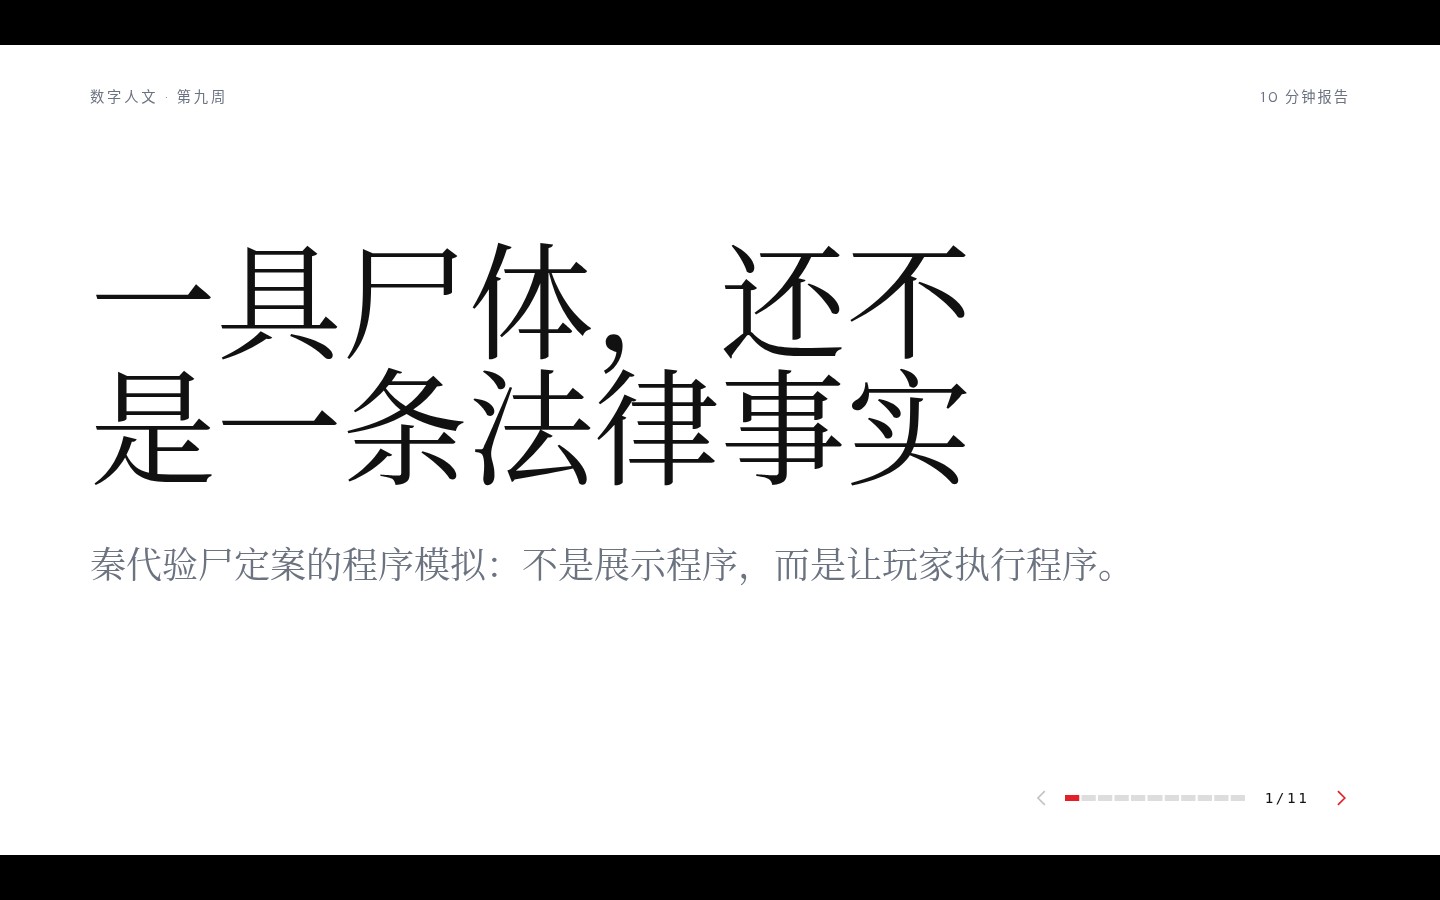 数字人文 · 第九周
10 分钟报告
一具尸体，还不
是一条法律事实
秦代验尸定案的程序模拟：不是展示程序，而是让玩家执行程序。
1/11